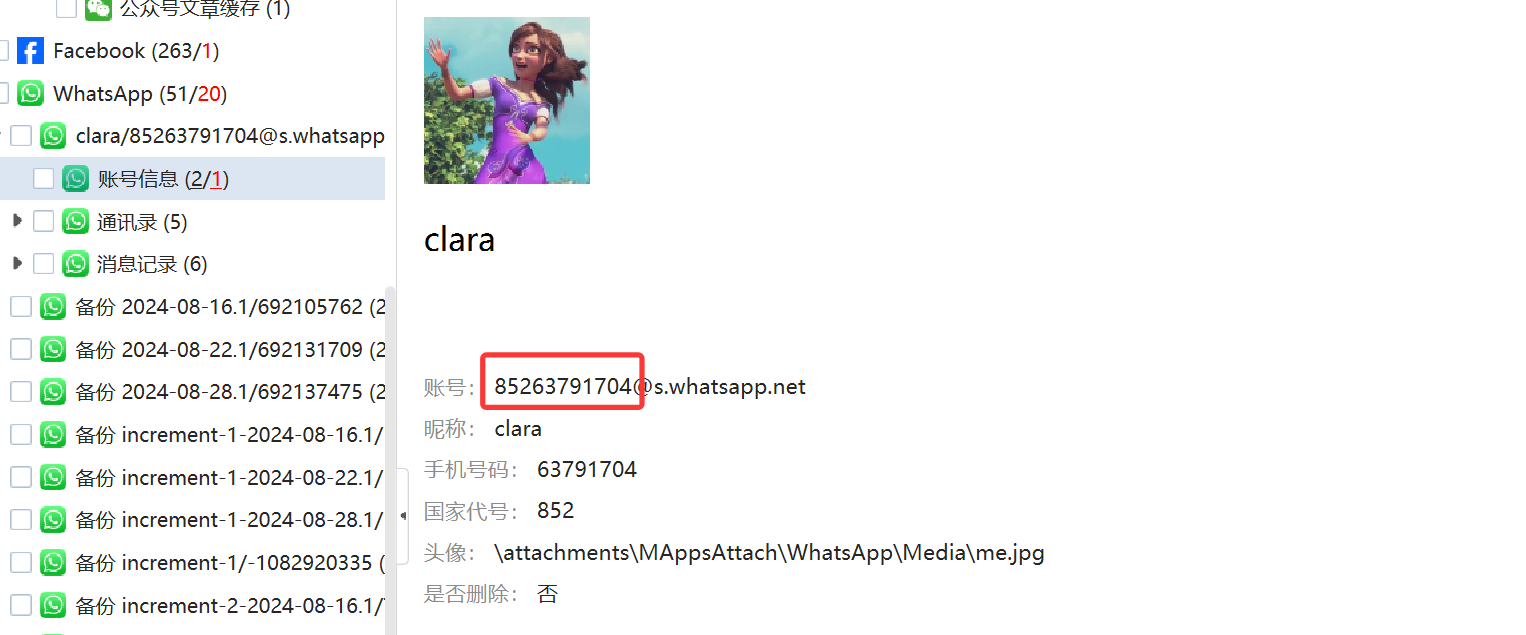 公众号文章缓存 (1)
Facebook (263/1)
WhatsApp (51/20)
clara/85263791704@s.whatsapp
账号信息 (2/1)
通讯录 (5)
消息记录 (6)
备份 2024-08-16.1/692105762 (2
备份 2024-08-22.1/692131709 (2
备份 2024-08-28.1/692137475 (2
备份 increment-1-2024-08-16.1/
备份 increment-1-2024-08-22.1/
备份 increment-1-2024-08-28.1/
备份 increment-1/-1082920335 (
备份 increment-2-2024-08-16.1/
clara
账号: 85263791704@s.whatsapp.net
昵称: clara
手机号码: 63791704
国家代号: 852
头像: \attachments\MAppsAttach\WhatsApp\Media\me.jpg
是否删除: 否